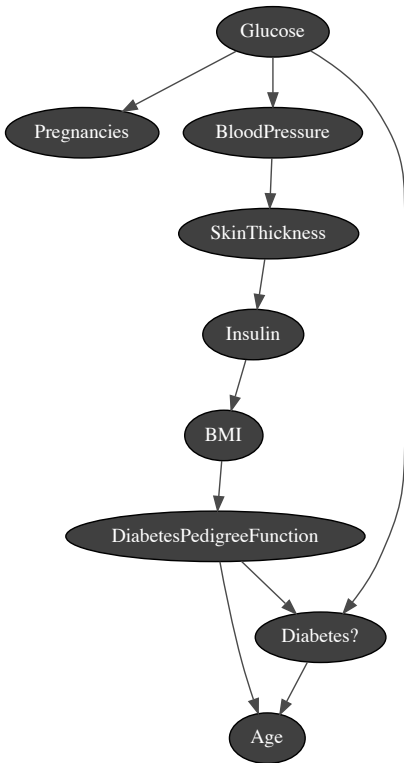 Glucose
Pregnancies
BloodPressure
SkinThickness
Insulin
BMI
DiabetesPedigreeFunction
Diabetes?
Age